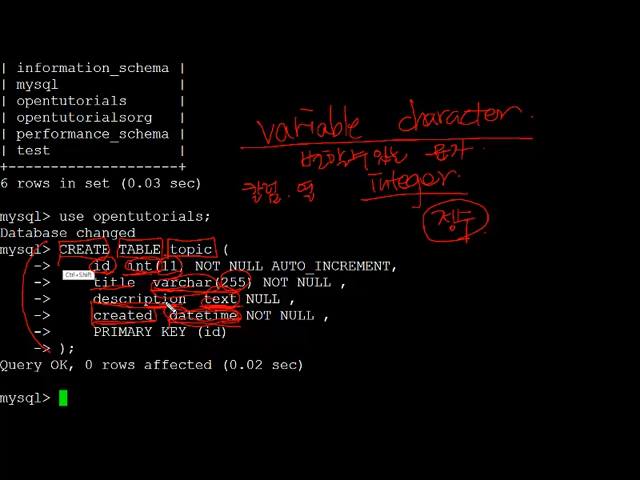 | information_schema |
| mysql              |
| opentutorials      |
| opentutorialsorg   |
| performance_schema |
| test               |
+--------------------+
6 rows in set (0.03 sec)
variable character
변할 수 있는 문자
칼럼. 열 integer
정수
mysql> use opentutorials;
Database changed
mysql> CREATE TABLE topic (
    -> id int(11) NOT NULL AUTO_INCREMENT,
Ctrl+Shift
    -> title varchar(255) NOT NULL ,
    -> description text NULL ,
    -> created datetime NOT NULL ,
    -> PRIMARY KEY (id)
    -> );
Query OK, 0 rows affected (0.02 sec)
mysql>